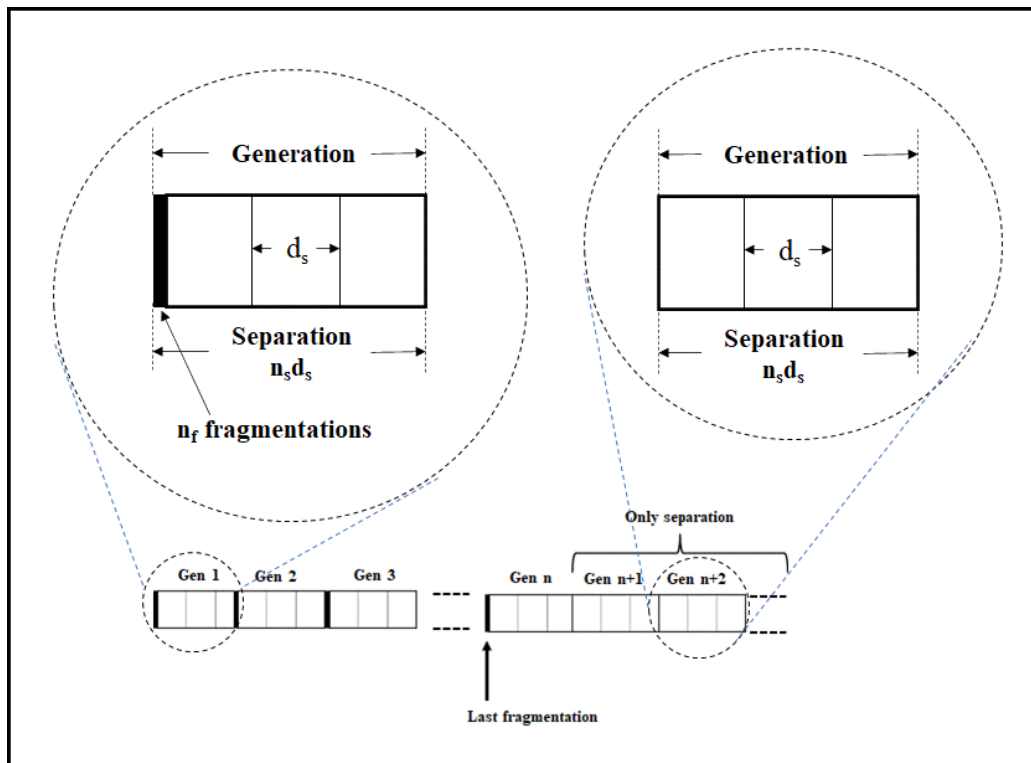 Generation
dₛ
Separation
nₛdₛ
n_f fragmentations
Generation
dₛ
Separation
nₛdₛ
Only separation
Gen 1 Gen 2 Gen 3 Gen n Gen n+1 Gen n+2
Last fragmentation